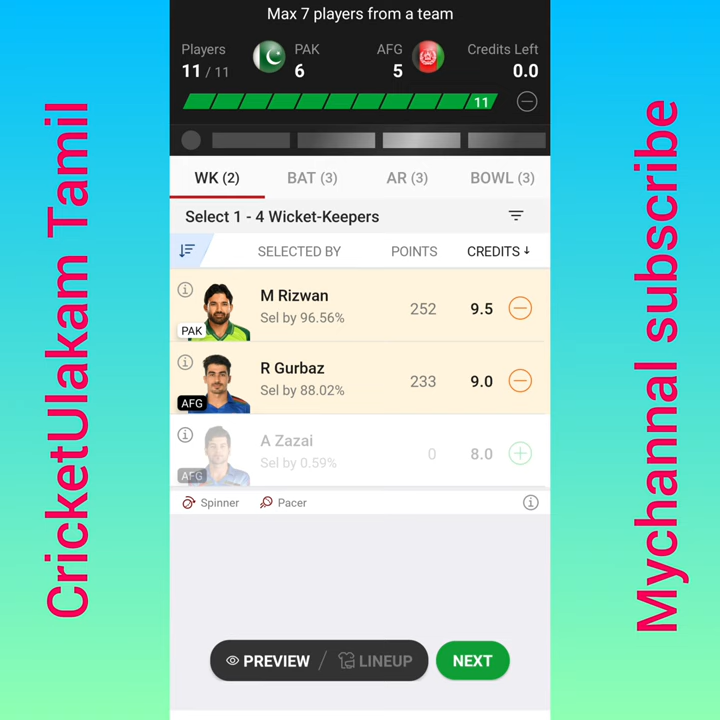 Max 7 players from a team
Players
11 / 11
PAK
6
AFG
5
Credits Left
0.0
11
WK (2)
BAT (3)
AR (3)
BOWL (3)
Select 1 - 4 Wicket-Keepers
SELECTED BY
POINTS
CREDITS ↓
M Rizwan
Sel by 96.56%
252
9.5
PAK
R Gurbaz
Sel by 88.02%
233
9.0
AFG
A Zazai
Sel by 0.59%
0
8.0
AFG
Spinner
Pacer
PREVIEW / LINEUP
NEXT
CricketUlakam Tamil
Mychannal subscribe